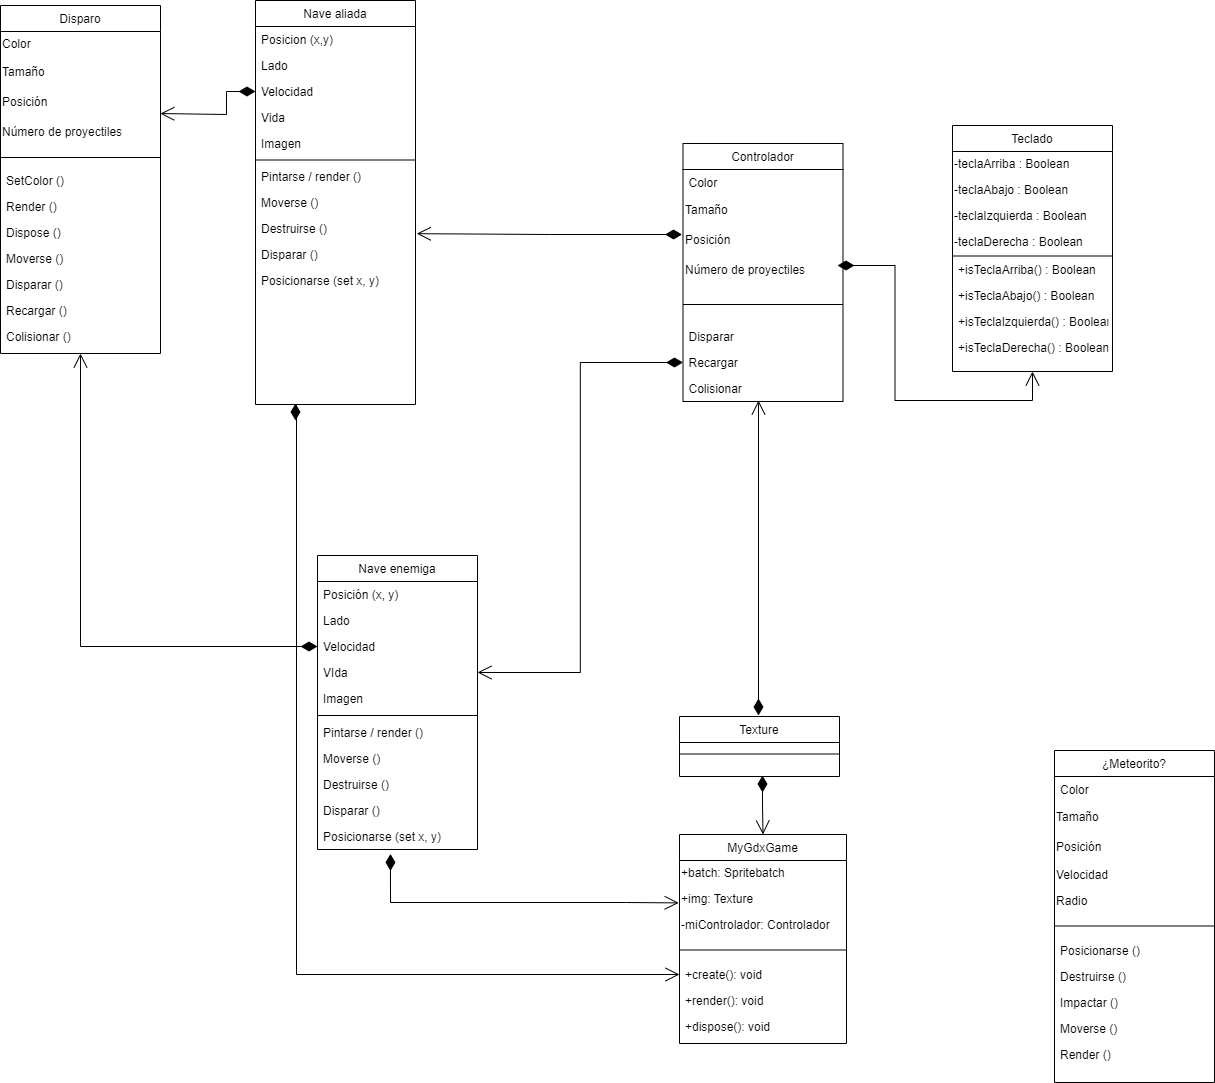 Disparo
Color
Tamaño
Posición
Número de proyectiles
SetColor ()
Render ()
Dispose ()
Moverse ()
Disparar ()
Recargar ()
Colisionar ()
Nave aliada
Posicion (x,y)
Lado
Velocidad
Vida
Imagen
Pintarse / render ()
Moverse ()
Destruirse ()
Disparar ()
Posicionarse (set x, y)
Controlador
Color
Tamaño
Posición
Número de proyectiles
Disparar
Recargar
Colisionar
Teclado
-teclaArriba : Boolean
-teclaAbajo : Boolean
-teclaIzquierda : Boolean
-teclaDerecha : Boolean
+isTeclaArriba() : Boolean
+isTeclaAbajo() : Boolean
+isTeclaIzquierda() : Boolean
+isTeclaDerecha() : Boolean
Nave enemiga
Posición (x, y)
Lado
Velocidad
VIda
Imagen
Pintarse / render ()
Moverse ()
Destruirse ()
Disparar ()
Posicionarse (set x, y)
Texture
MyGdxGame
+batch: Spritebatch
+img: Texture
-miControlador: Controlador
+create(): void
+render(): void
+dispose(): void
¿Meteorito?
Color
Tamaño
Posición
Velocidad
Radio
Posicionarse ()
Destruirse ()
Impactar ()
Moverse ()
Render ()